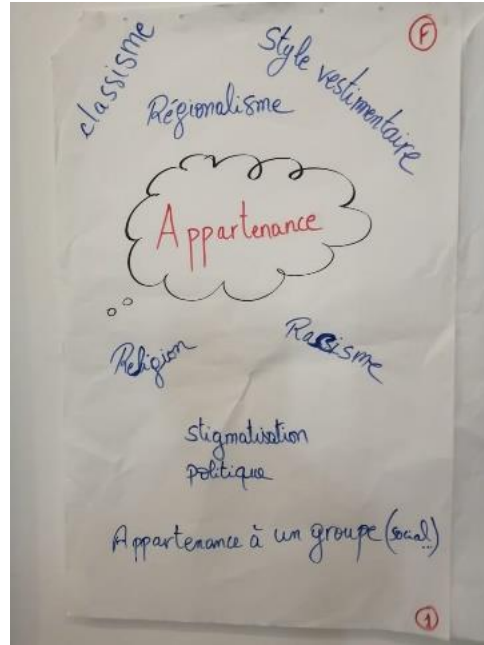 classisme
Style vestimentaire
F
Régionalisme
Appartenance
Religion
Racisme
stigmatisation
politique
Appartenance à un groupe (social..)
1